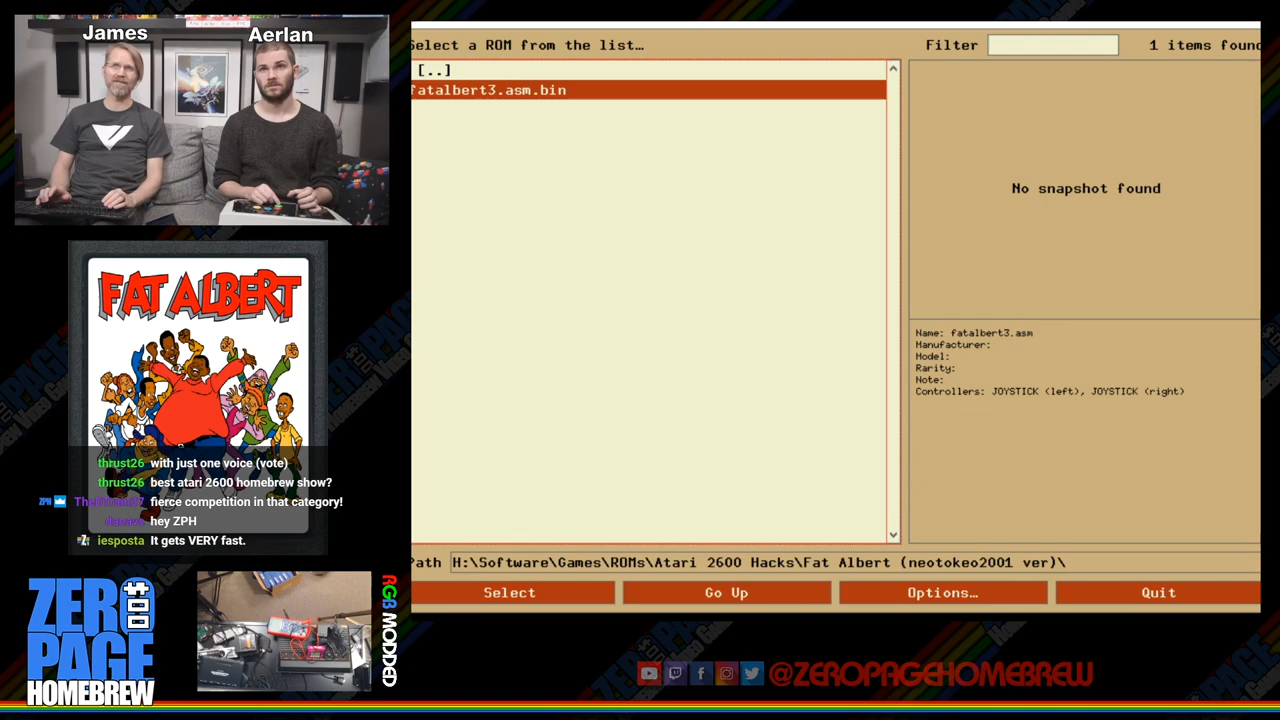 James
Aerlan
Select a ROM from the list…
Filter
1 items found
[..]
fatalbert3.asm.bin
No snapshot found
Name: fatalbert3.asm
Manufacturer:
Model:
Rarity:
Note:
Controllers: JOYSTICK (left), JOYSTICK (right)
Path H:\Software\Games\ROMs\Atari 2600 Hacks\Fat Albert (neotokeo2001 ver)\
Select
Go Up
Options…
Quit
FAT ALBERT
thrust26 with just one voice (vote)
thrust26 best atari 2600 homebrew show?
fierce competition in that category!
hey ZPH
iesposta It gets VERY fast.
ZERO
PAGE
HOMEBREW
RGB MODDED
@ZEROPAGEHOMEBREW